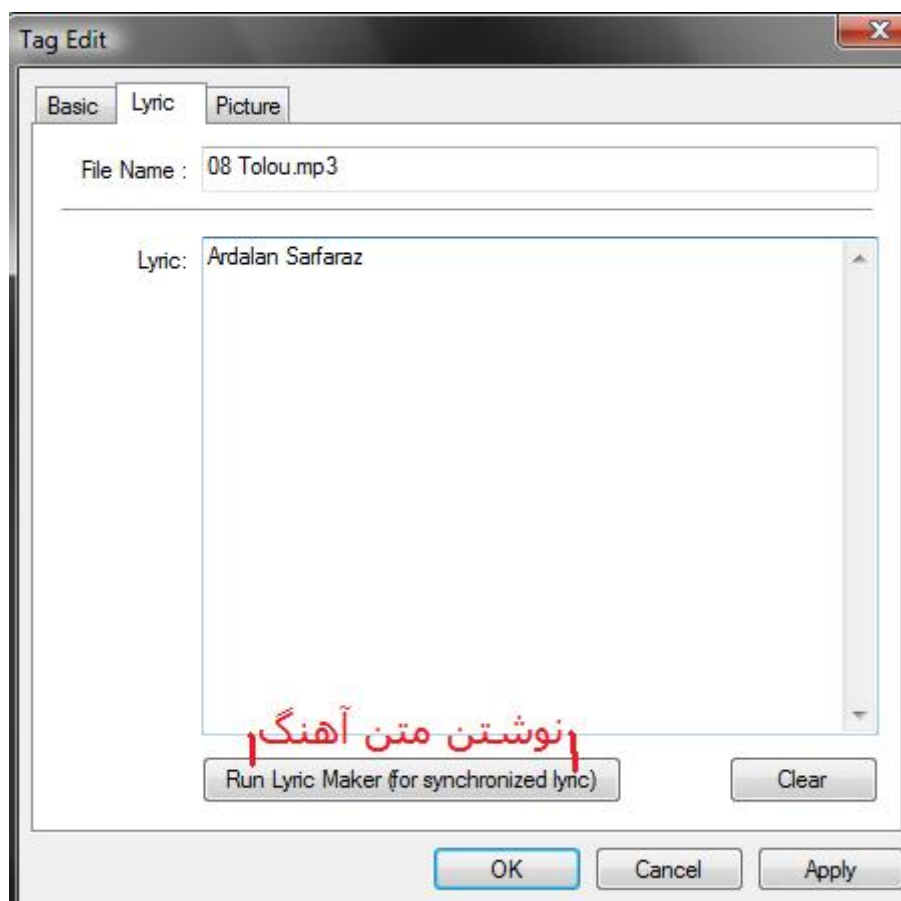 Tag Edit
Basic Lyric Picture
File Name : 08 Tolou.mp3
Lyric: Ardalan Sarfaraz
نوشتن متن آهنگ
Run Lyric Maker (for synchronized lyric) Clear
OK Cancel Apply